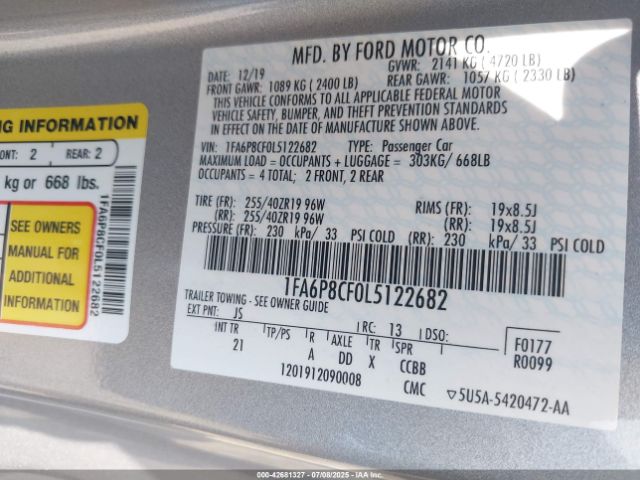 NG INFORMATION
ONT: 2 REAR: 2
kg or 668 lbs.
SEE OWNERS
MANUAL FOR
ADDITIONAL
INFORMATION
1FA6P8CF0L5122682
MFD. BY FORD MOTOR CO.
DATE: 12/19 GVWR: 2141 KG ( 4720 LB)
FRONT GAWR: 1089 KG ( 2400 LB) REAR GAWR: 1057 KG ( 2330 LB)
THIS VEHICLE CONFORMS TO ALL APPLICABLE FEDERAL MOTOR
VEHICLE SAFETY, BUMPER, AND THEFT PREVENTION STANDARDS
IN EFFECT ON THE DATE OF MANUFACTURE SHOWN ABOVE.
VIN: 1FA6P8CF0L5122682 TYPE: Passenger Car
MAXIMUM LOAD = OCCUPANTS + LUGGAGE = 303KG/ 668LB
OCCUPANTS = 4 TOTAL; 2 FRONT, 2 REAR
TIRE (FR): 255/40ZR19 96W RIMS (FR): 19x8.5J
(RR): 255/40ZR19 96W (RR): 19x8.5J
PRESSURE (FR): 230 kPa/ 33 PSI COLD (RR): 230 kPa/ 33 PSI COLD
1FA6P8CF0L5122682
TRAILER TOWING - SEE OWNER GUIDE
EXT PNT: JS RC: 13 DSO:
INT TR TP/PS R AXLE TR SPR
21 A DD X CCBB
F0177
R0099
1201912090008 CMC ▽5U5A-5420472-AA
000-42681327 07/08/2025 IAAI.COM